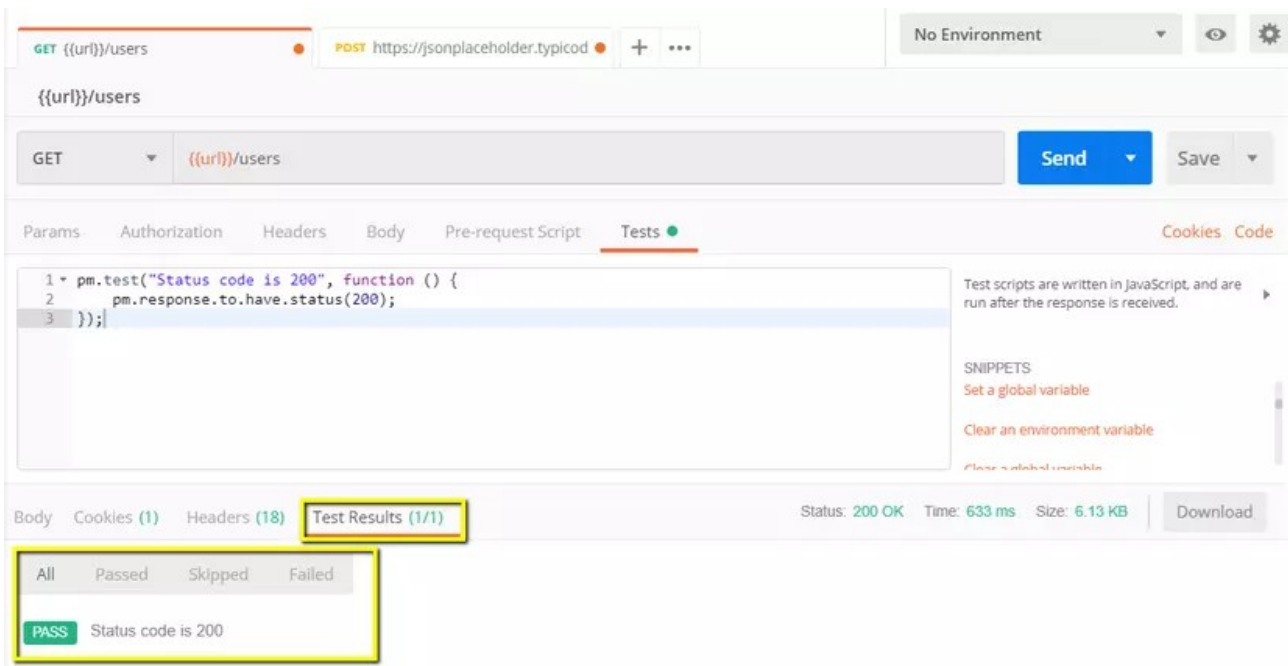 GET {{url}}/users
POST https://jsonplaceholder.typicod
+ •••
No Environment
{{url}}/users
GET
{{url}}/users
Send
Save
Params Authorization Headers Body Pre-request Script Tests
Cookies Code
1 pm.test("Status code is 200", function () {
2 pm.response.to.have.status(200);
3 });
Test scripts are written in JavaScript, and are
run after the response is received.
SNIPPETS
Set a global variable
Clear an environment variable
Clear a global variable
Body Cookies (1) Headers (18) Test Results (1/1)
Status: 200 OK Time: 633 ms Size: 6.13 KB
Download
All Passed Skipped Failed
PASS Status code is 200